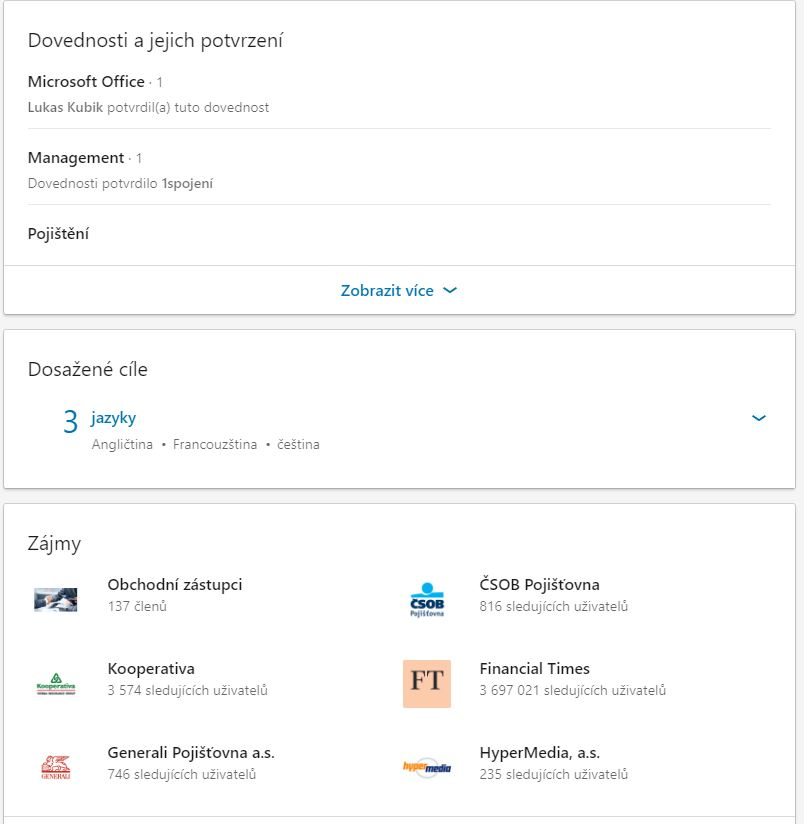 Dovednosti a jejich potvrzení
Microsoft Office · 1
Lukas Kubik potvrdil(a) tuto dovednost
Management · 1
Dovednosti potvrdilo 1spojení
Pojištění
Zobrazit více
Dosažené cíle
3 jazyky
Angličtina • Francouzština • čeština
Zájmy
Obchodní zástupci
137 členů
ČSOB
Pojišťovna
ČSOB Pojišťovna
816 sledujících uživatelů
Kooperativa
Kooperativa
3 574 sledujících uživatelů
FT
Financial Times
3 697 021 sledujících uživatelů
GENERALI
Generali Pojišťovna a.s.
746 sledujících uživatelů
hypermedia
HyperMedia, a.s.
235 sledujících uživatelů